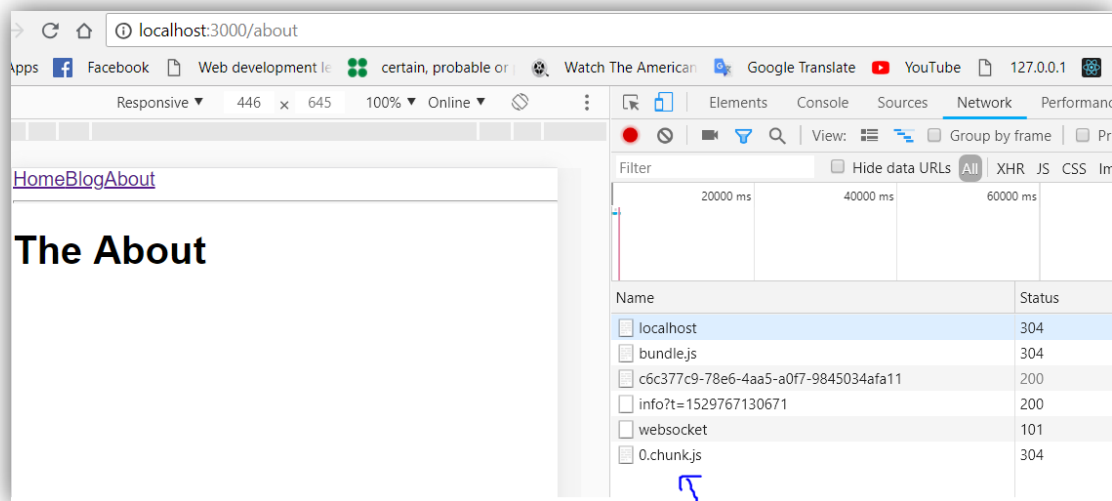 localhost:3000/about
Apps Facebook Web development le certain, probable or Watch The American Google Translate YouTube 127.0.0.1
Responsive ▼ 446 x 645 100% ▼ Online ▼ Elements Console Sources Network Performanc
View: Group by frame Pr
Filter Hide data URLs All XHR JS CSS Im
20000 ms 40000 ms 60000 ms
HomeBlogAbout
The About
Name Status
localhost 304
bundle.js 304
c6c377c9-78e6-4aa5-a0f7-9845034afa11 200
info?t=1529767130671 200
websocket 101
0.chunk.js 304